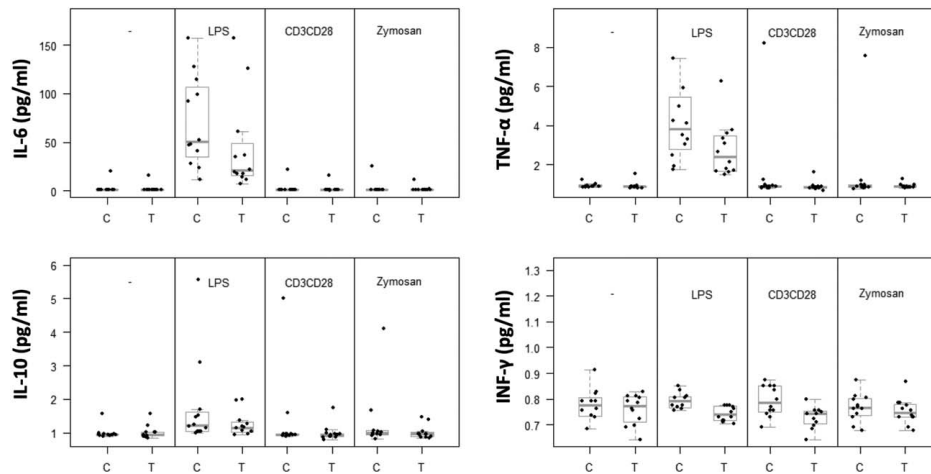 - LPS CD3CD28 Zymosan
IL-6 (pg/ml)
150
100
50
0
C T C T C T C T
- LPS CD3CD28 Zymosan
TNF-α (pg/ml)
8
6
4
2
C T C T C T C T
- LPS CD3CD28 Zymosan
IL-10 (pg/ml)
6
5
4
3
2
1
C T C T C T C T
- LPS CD3CD28 Zymosan
INF-γ (pg/ml)
1.3
1.2
1.1
1.0
0.9
0.8
0.7
C T C T C T C T